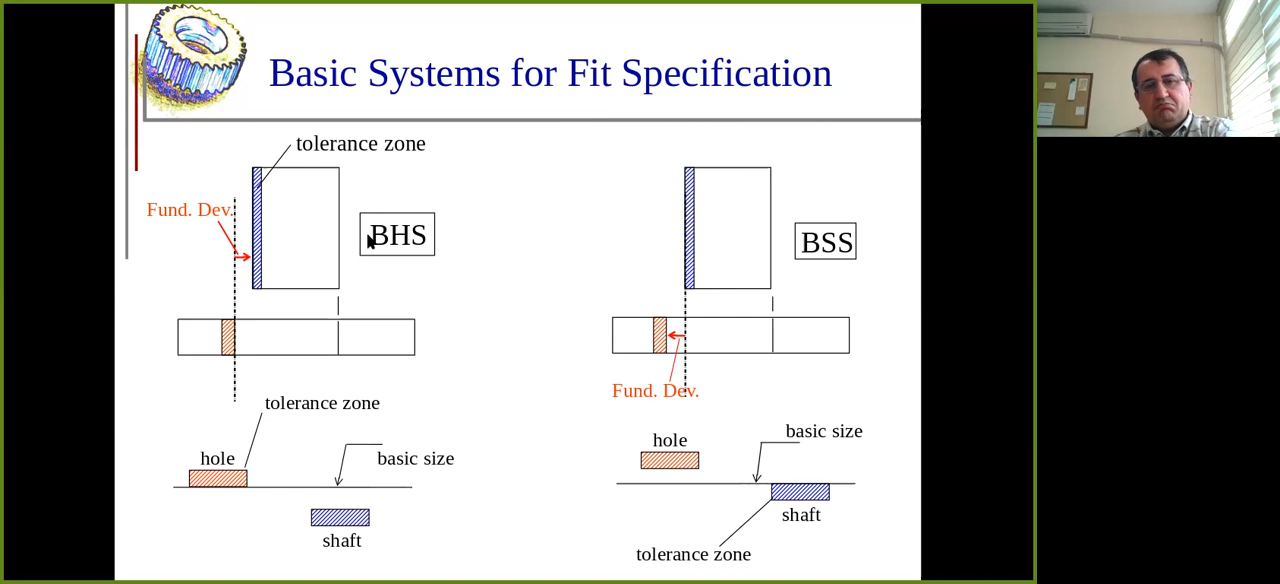 Basic Systems for Fit Specification
tolerance zone
Fund. Dev.
BHS
tolerance zone
hole
basic size
shaft
BSS
Fund. Dev.
basic size
hole
shaft
tolerance zone